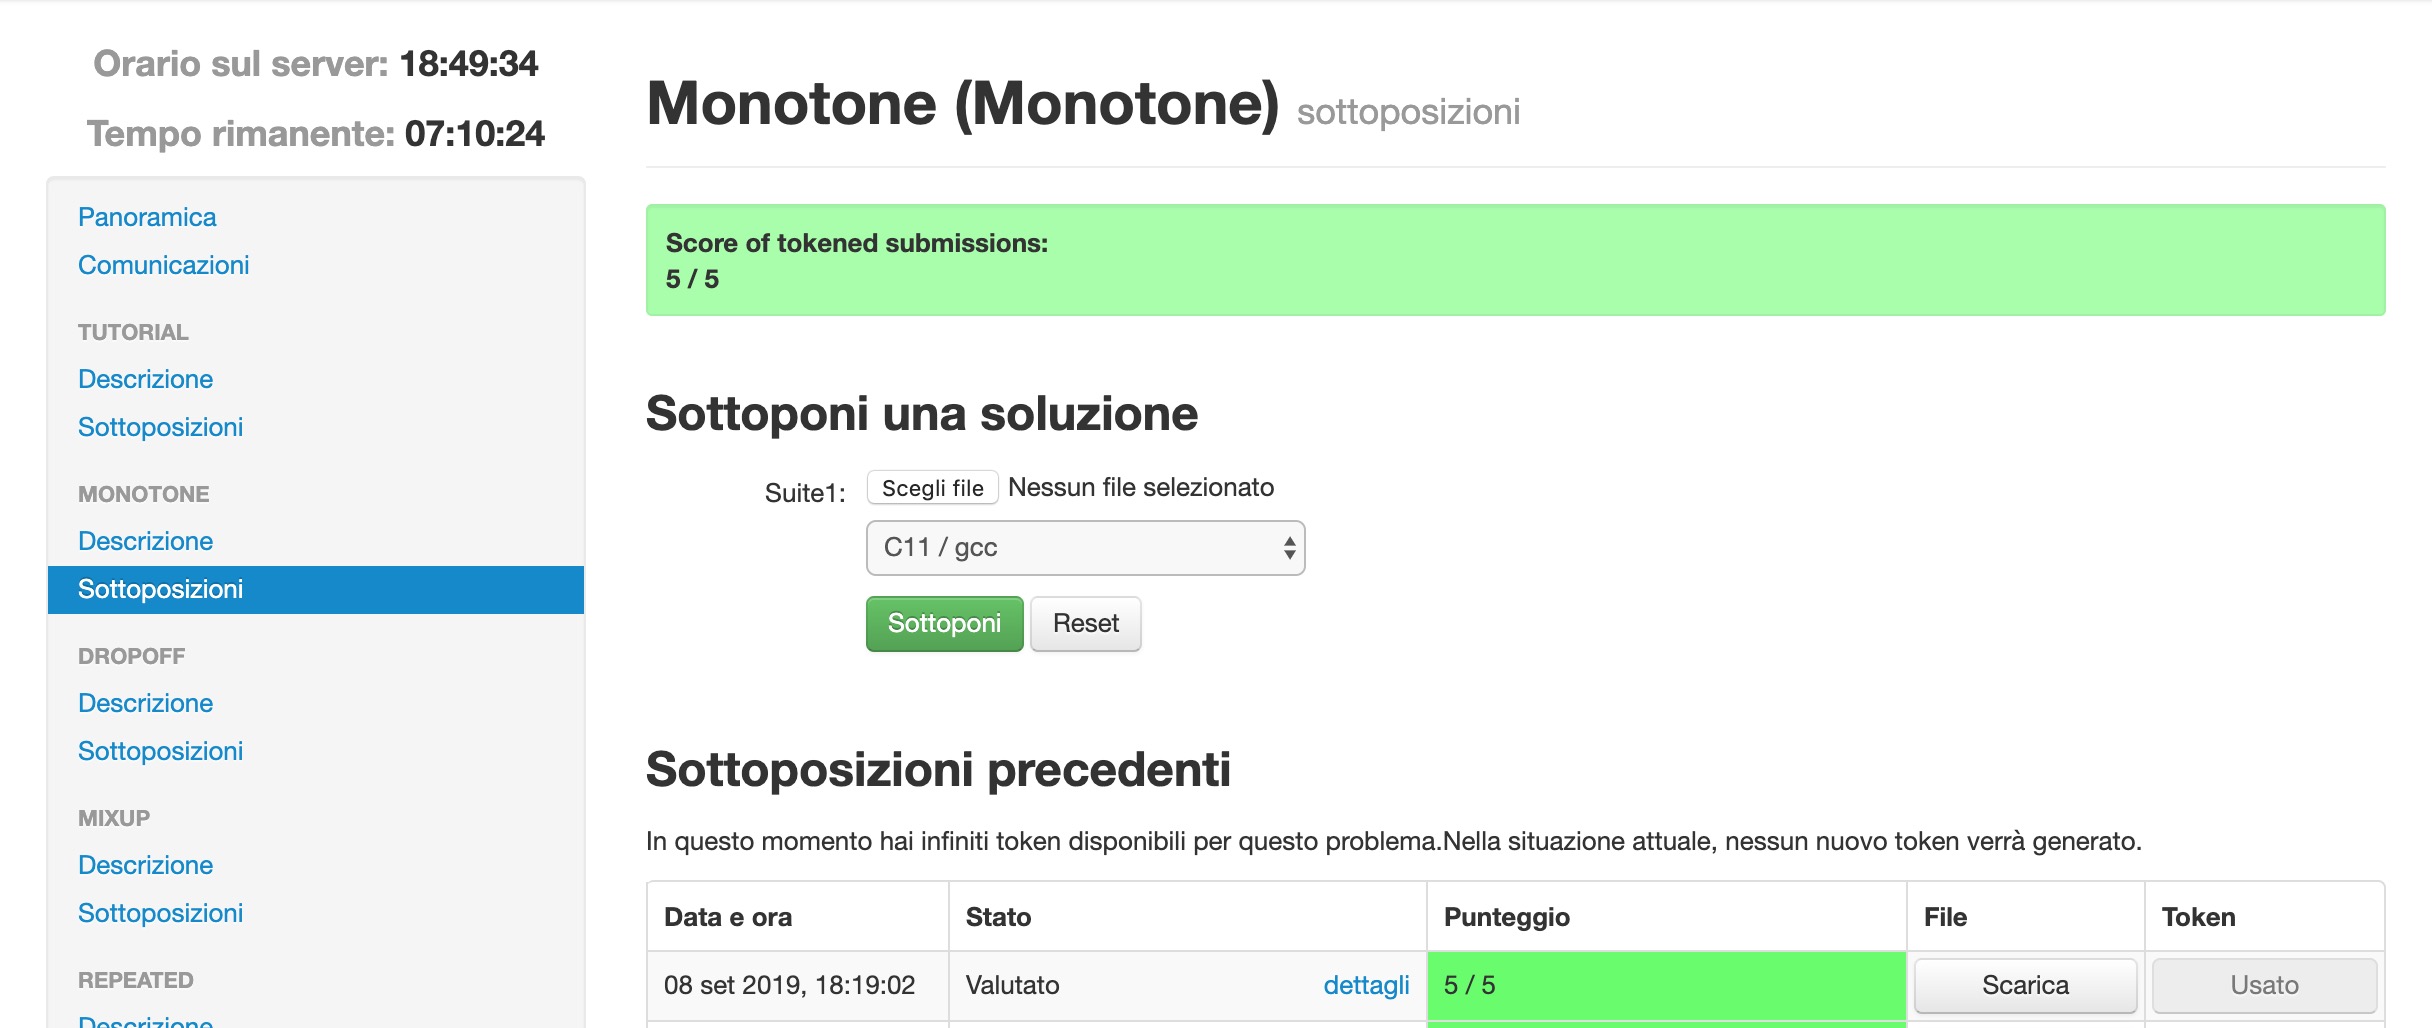 Orario sul server: 18:49:34
Tempo rimanente: 07:10:24
Panoramica
Comunicazioni
TUTORIAL
Descrizione
Sottoposizioni
MONOTONE
Descrizione
Sottoposizioni
DROPOFF
Descrizione
Sottoposizioni
MIXUP
Descrizione
Sottoposizioni
REPEATED
Descrizione
Monotone (Monotone) sottoposizioni
Score of tokened submissions:
5 / 5
Sottoponi una soluzione
Suite1: Scegli file Nessun file selezionato
C11 / gcc
Sottoponi Reset
Sottoposizioni precedenti
In questo momento hai infiniti token disponibili per questo problema.Nella situazione attuale, nessun nuovo token verrà generato.
Data e ora Stato Punteggio File Token
08 set 2019, 18:19:02 Valutato dettagli 5 / 5 Scarica Usato